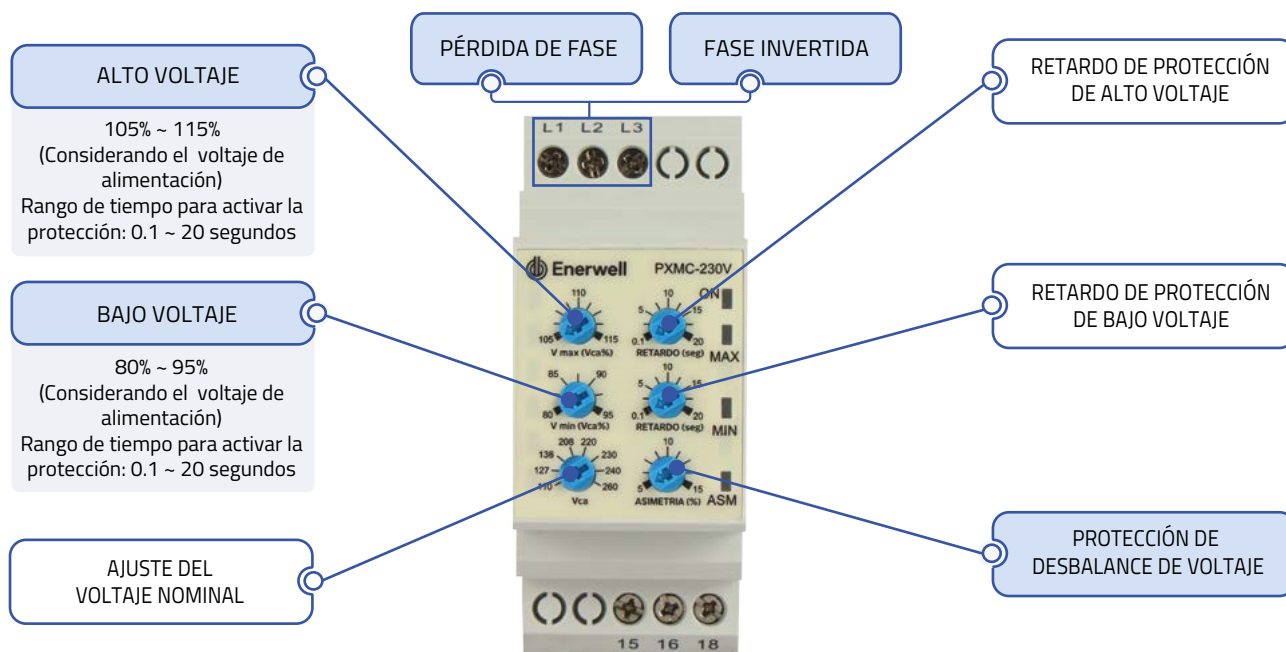 PÉRDIDA DE FASE
FASE INVERTIDA
ALTO VOLTAJE
105% ~ 115%
(Considerando el voltaje de
alimentación)
Rango de tiempo para activar la
protección: 0.1 ~ 20 segundos
BAJO VOLTAJE
80% ~ 95%
(Considerando el voltaje de
alimentación)
Rango de tiempo para activar la
protección: 0.1 ~ 20 segundos
AJUSTE DEL
VOLTAJE NOMINAL
L1 L2 L3
Enerwell PXMC-230V
110
105 115
V max (Vca%)
10
5 15
0.1 20
RETARDO (seg)
ON
MAX
85 90
80 95
V min (Vca%)
10
5 15
0.1 20
RETARDO (seg)
MIN
208 220
138 230
127 240
110 260
Vca
10
5 15
ASIMETRIA (%)
ASM
15 16 18
RETARDO DE PROTECCIÓN
DE ALTO VOLTAJE
RETARDO DE PROTECCIÓN
DE BAJO VOLTAJE
PROTECCIÓN DE
DESBALANCE DE VOLTAJE